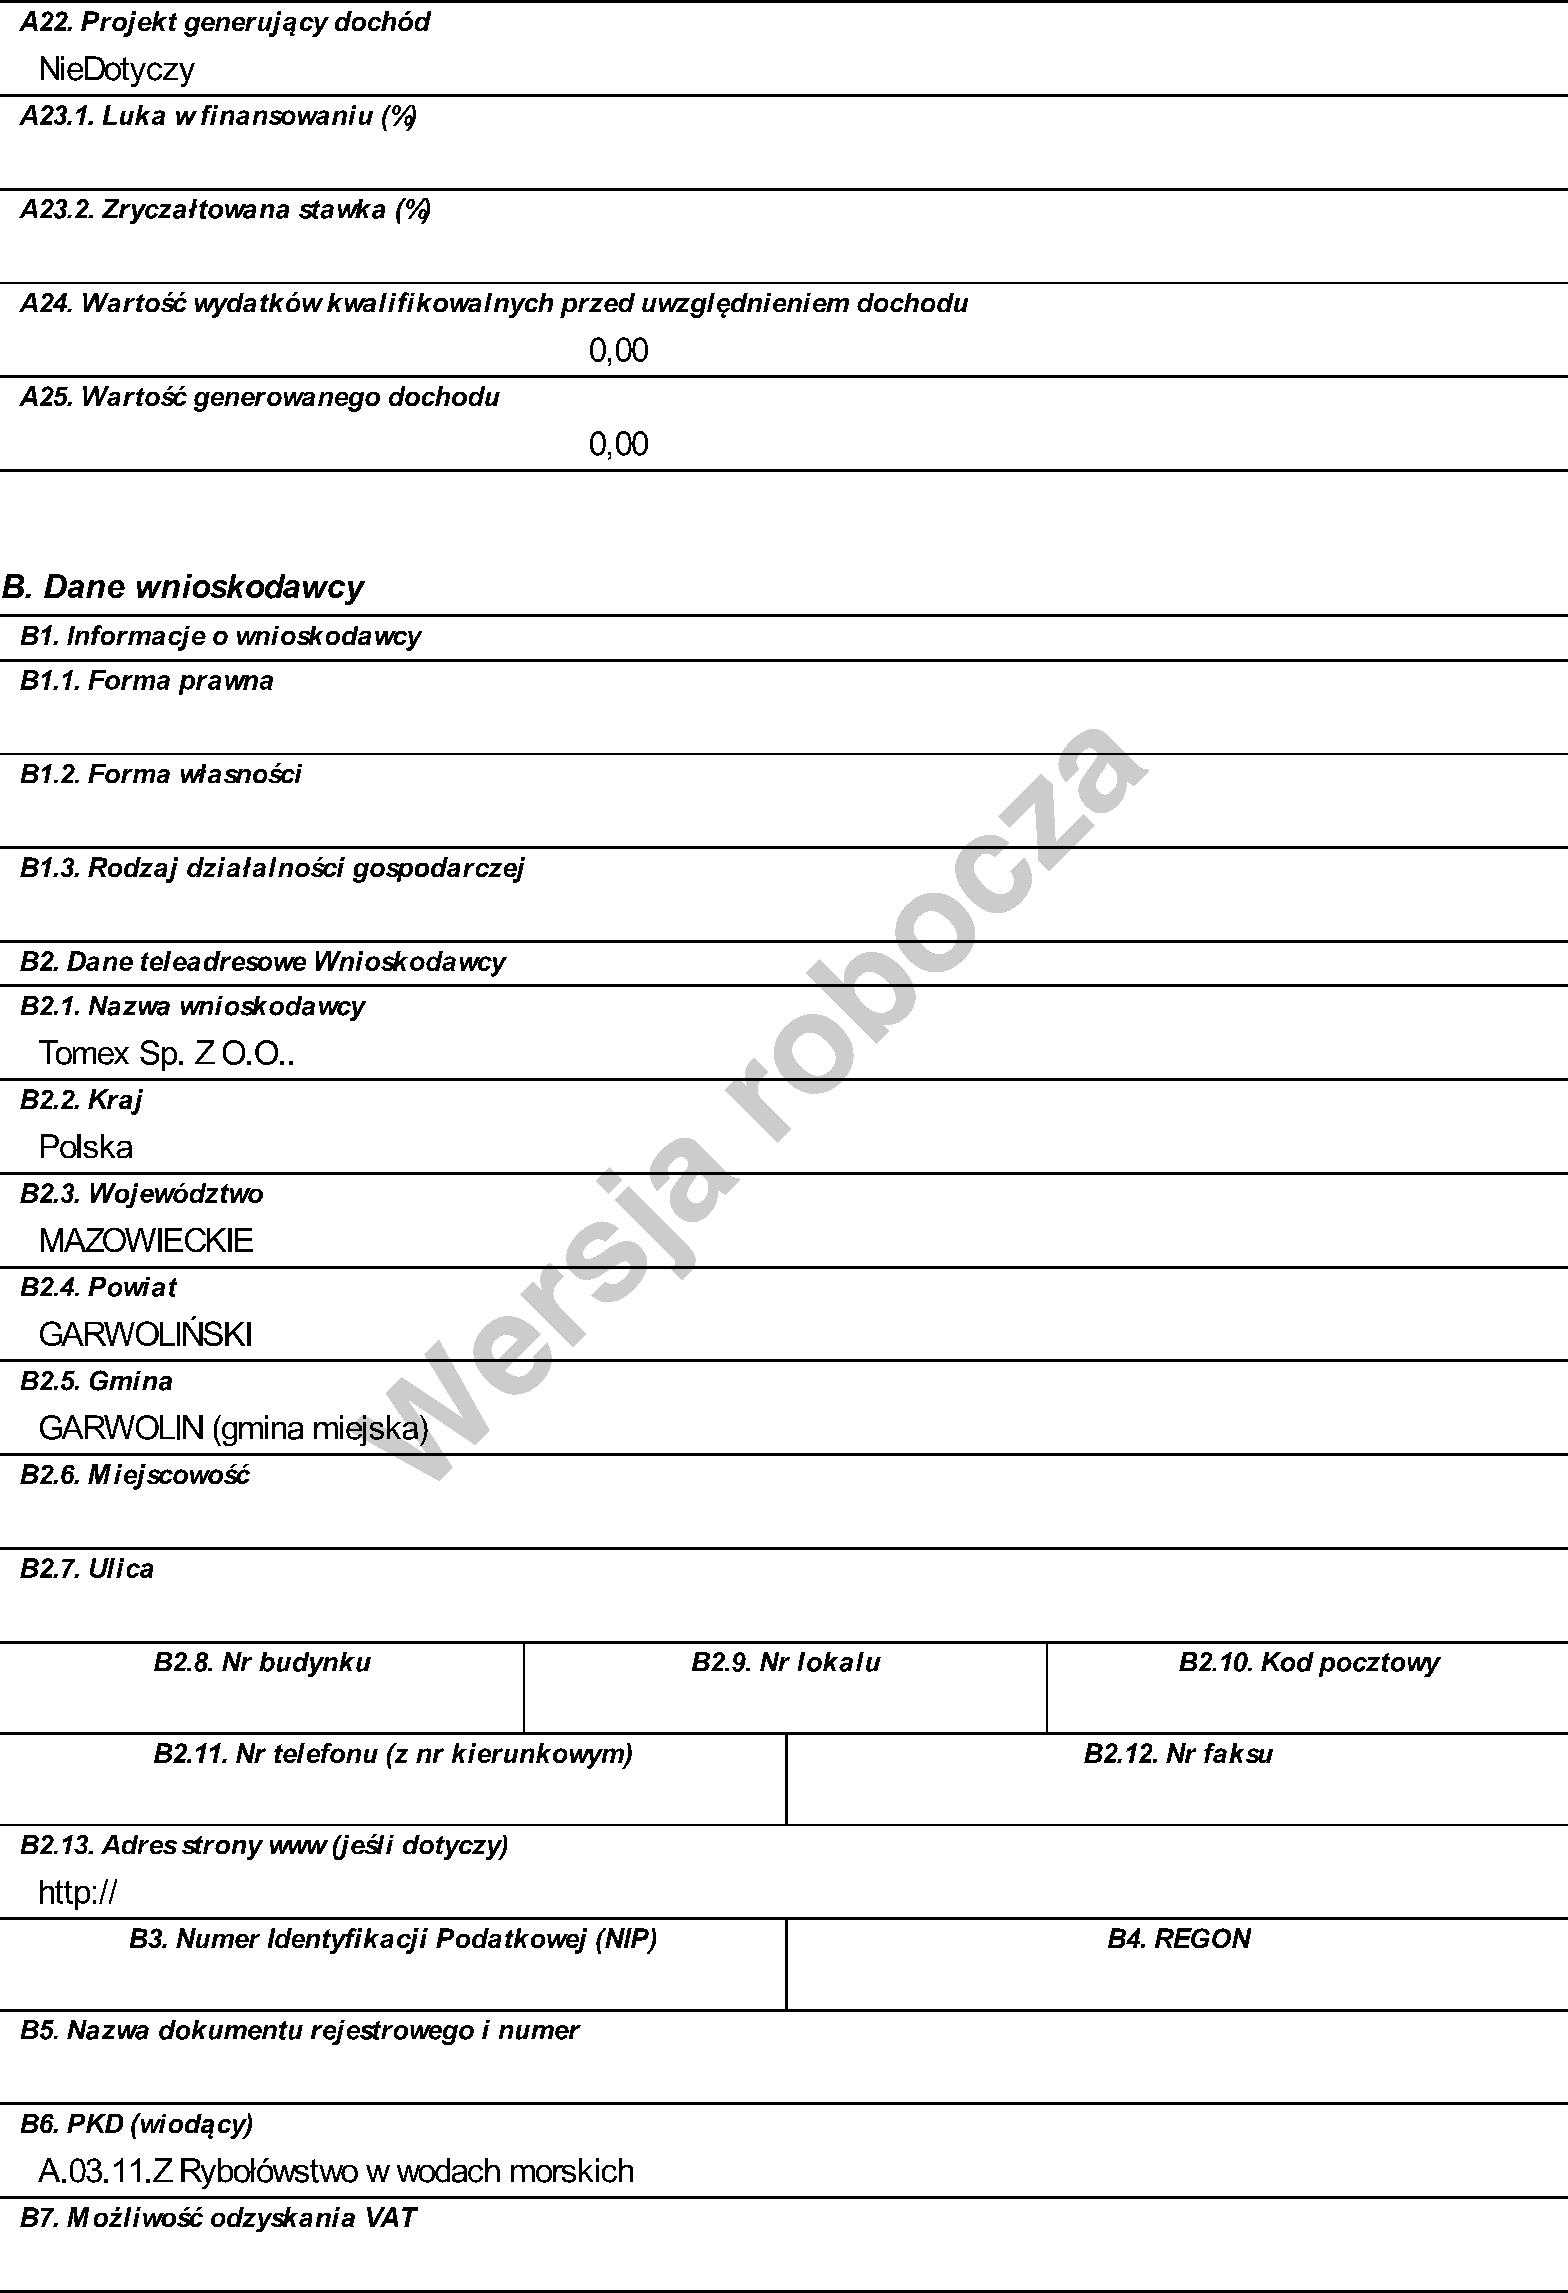 A22. Projekt generujący dochód
NieDotyczy
A23.1. Luka w finansowaniu (%)
A23.2. Zryczałtowana stawka (%)
A24. Wartość wydatków kwalifikowalnych przed uwzględnieniem dochodu
0,00
A25. Wartość generowanego dochodu
0,00
B. Dane wnioskodawcy
B1. Informacje o wnioskodawcy
B1.1. Forma prawna
B1.2. Forma własności
B1.3. Rodzaj działalności gospodarczej
B2. Dane teleadresowe Wnioskodawcy
B2.1. Nazwa wnioskodawcy
Tomex Sp. Z O.O..
B2.2. Kraj
Polska
B2.3. Województwo
MAZOWIECKIE
B2.4. Powiat
GARWOLIŃSKI
B2.5. Gmina
GARWOLIN (gmina miejska)
B2.6. Miejscowość
B2.7. Ulica
B2.8. Nr budynku B2.9. Nr lokalu B2.10. Kod pocztowy
B2.11. Nr telefonu (z nr kierunkowym) B2.12. Nr faksu
B2.13. Adres strony www (jeśli dotyczy)
http://
B3. Numer Identyfikacji Podatkowej (NIP) B4. REGON
B5. Nazwa dokumentu rejestrowego i numer
B6. PKD (wiodący)
A.03.11.Z Rybołówstwo w wodach morskich
B7. Możliwość odzyskania VAT
Wersja robocza